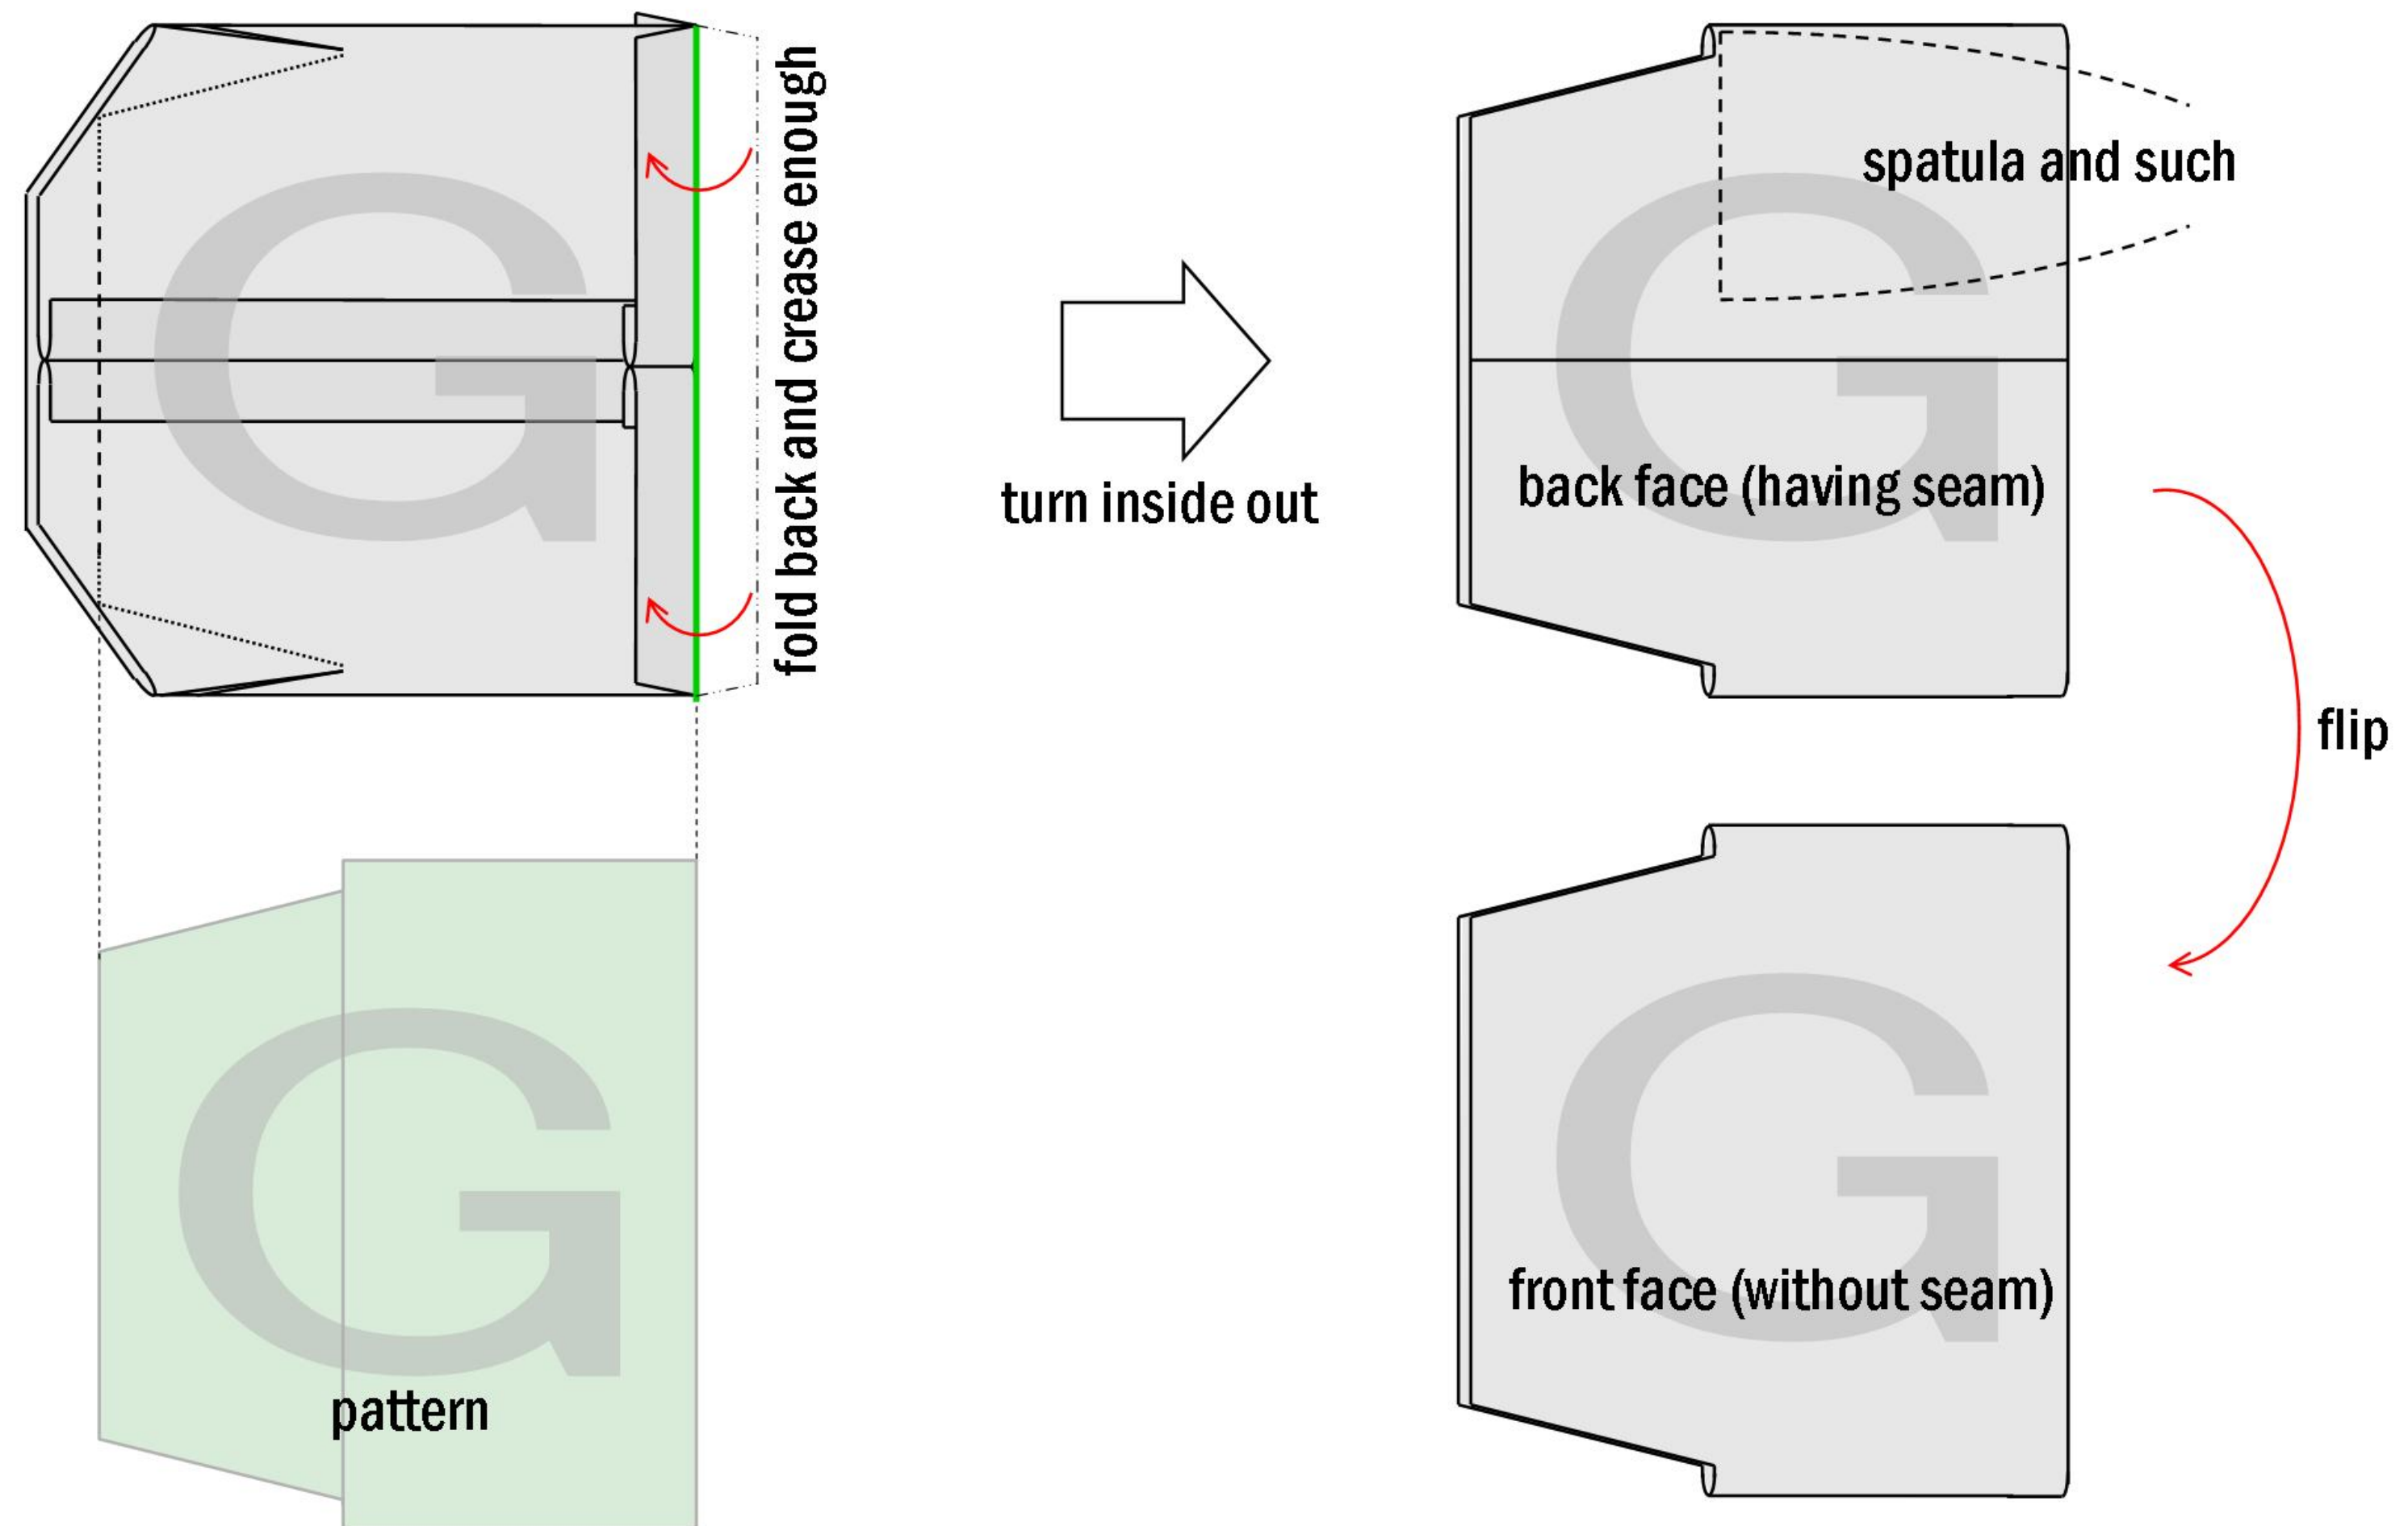 G
fold back and crease enough
turn inside out
G
spatula and such
back face (having seam)
flip
G
pattern
G
front face (without seam)